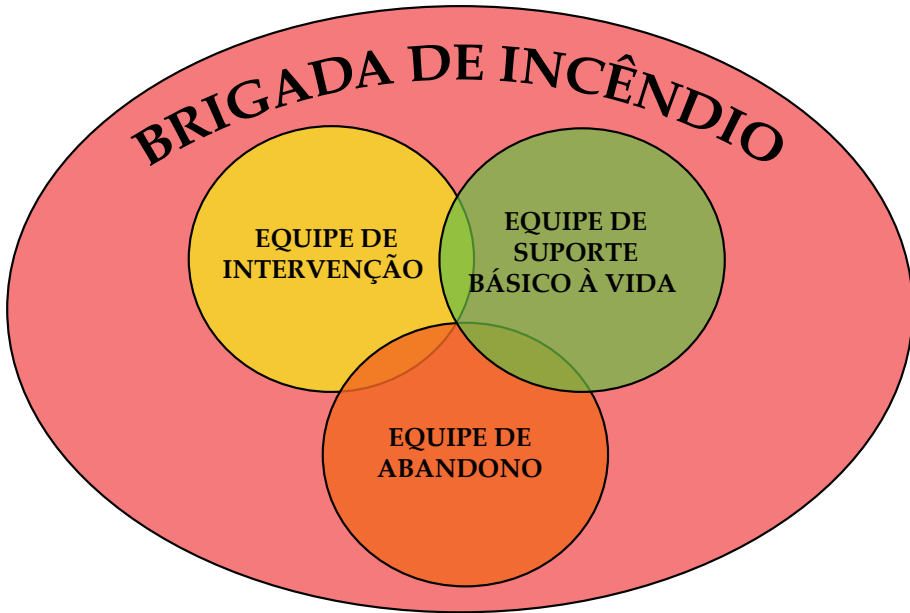 BRIGADA DE INCÊNDIO
EQUIPE DE
INTERVENÇÃO
EQUIPE DE
SUPORTE
BÁSICO À VIDA
EQUIPE DE
ABANDONO